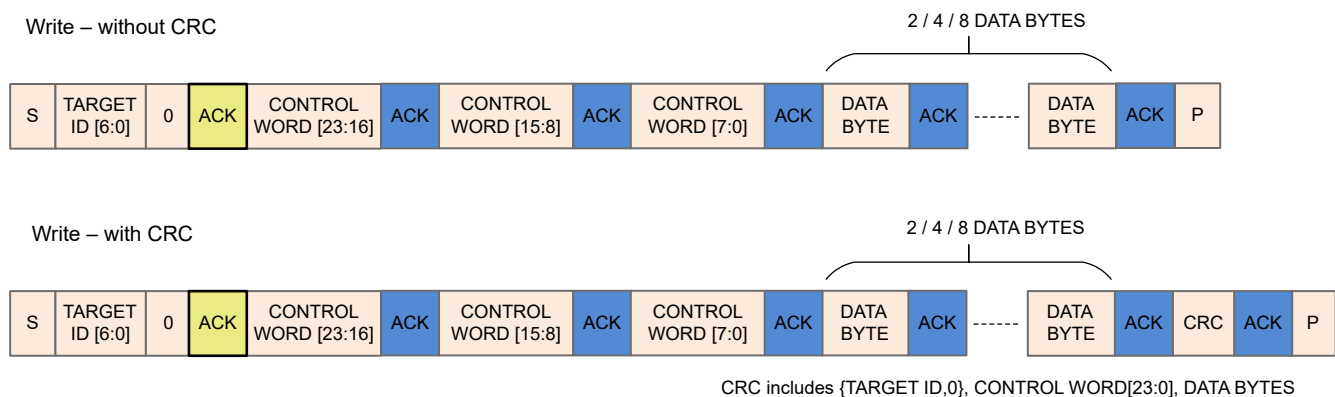 Write – without CRC
2 / 4 / 8 DATA BYTES
S TARGET ID [6:0] 0 ACK CONTROL WORD [23:16] ACK CONTROL WORD [15:8] ACK CONTROL WORD [7:0] ACK DATA BYTE ACK ------ DATA BYTE ACK P
Write – with CRC
2 / 4 / 8 DATA BYTES
S TARGET ID [6:0] 0 ACK CONTROL WORD [23:16] ACK CONTROL WORD [15:8] ACK CONTROL WORD [7:0] ACK DATA BYTE ACK ------ DATA BYTE ACK CRC ACK P
CRC includes {TARGET ID,0}, CONTROL WORD[23:0], DATA BYTES